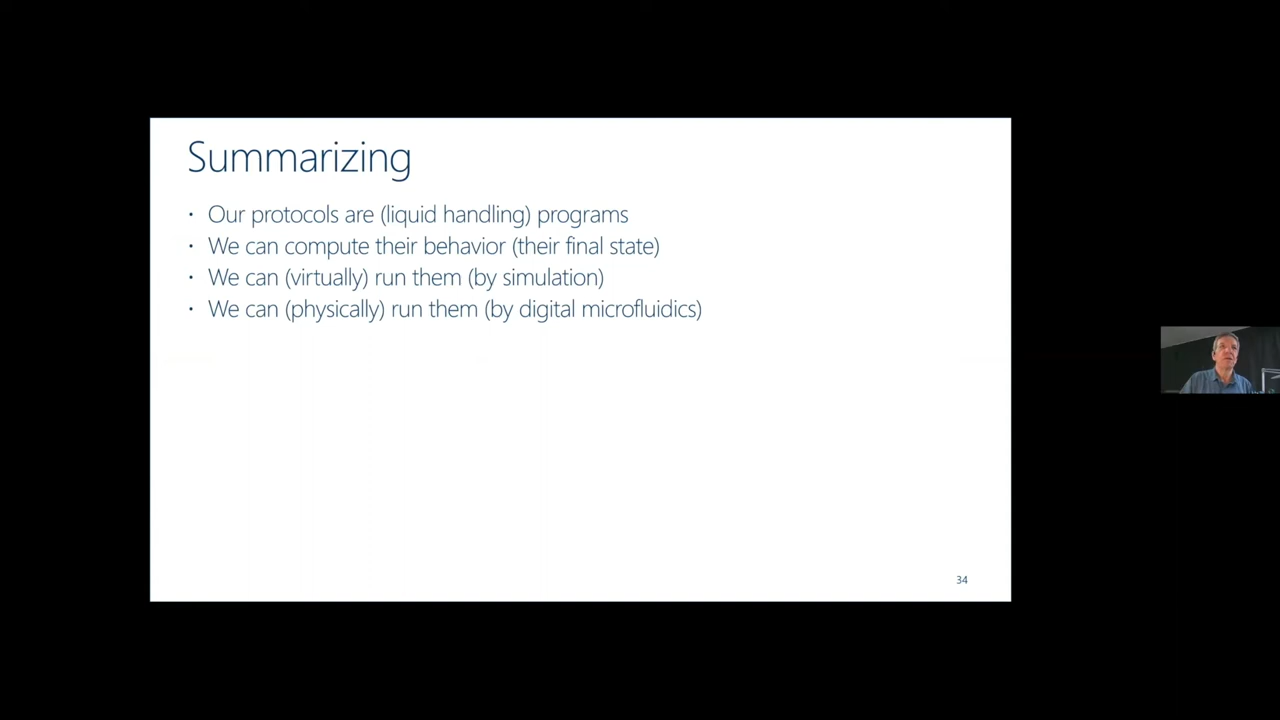 Summarizing
· Our protocols are (liquid handling) programs
· We can compute their behavior (their final state)
· We can (virtually) run them (by simulation)
· We can (physically) run them (by digital microfluidics)
34